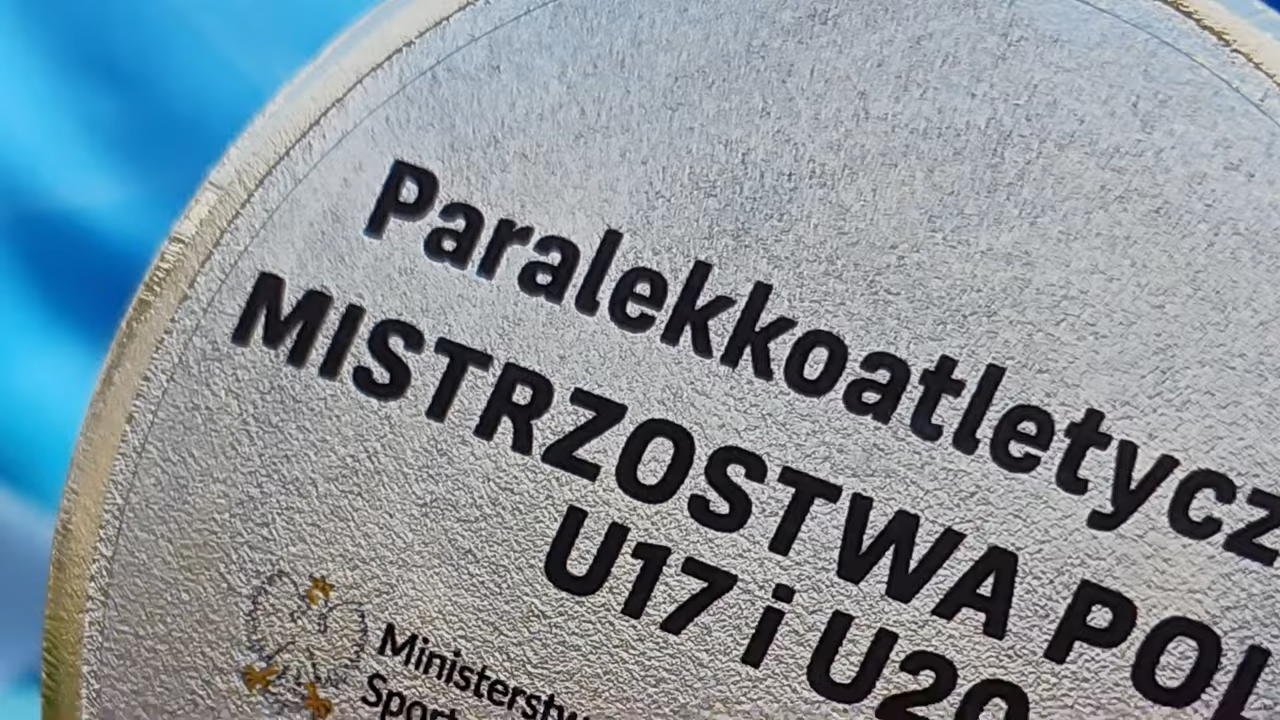 Paralekkoatletycz
MISTRZOSTWA POL
U17 i U20
Ministerstw
Sport